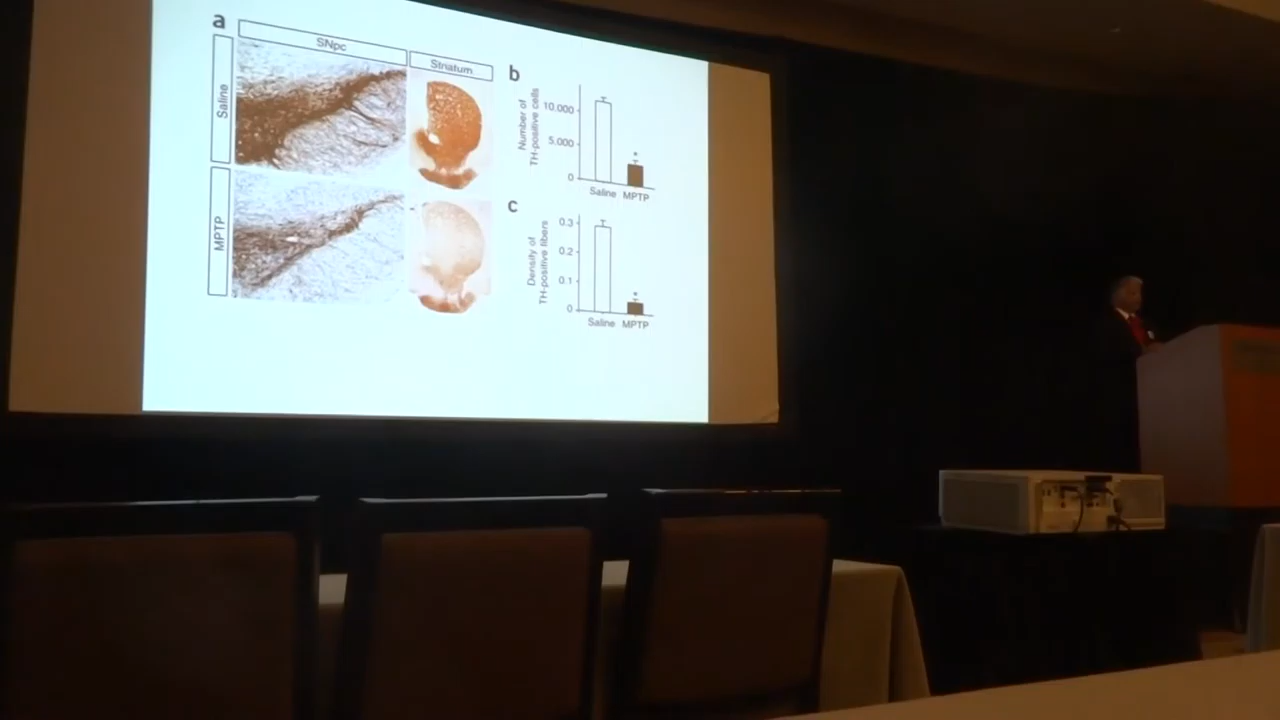 a
SNpc
Striatum
Saline
MPTP
b
Number of
TH-positive cells
10,000
5,000
0
*
Saline MPTP
c
Density of
TH-positive fibers
0.3
0.2
0.1
0
*
Saline MPTP